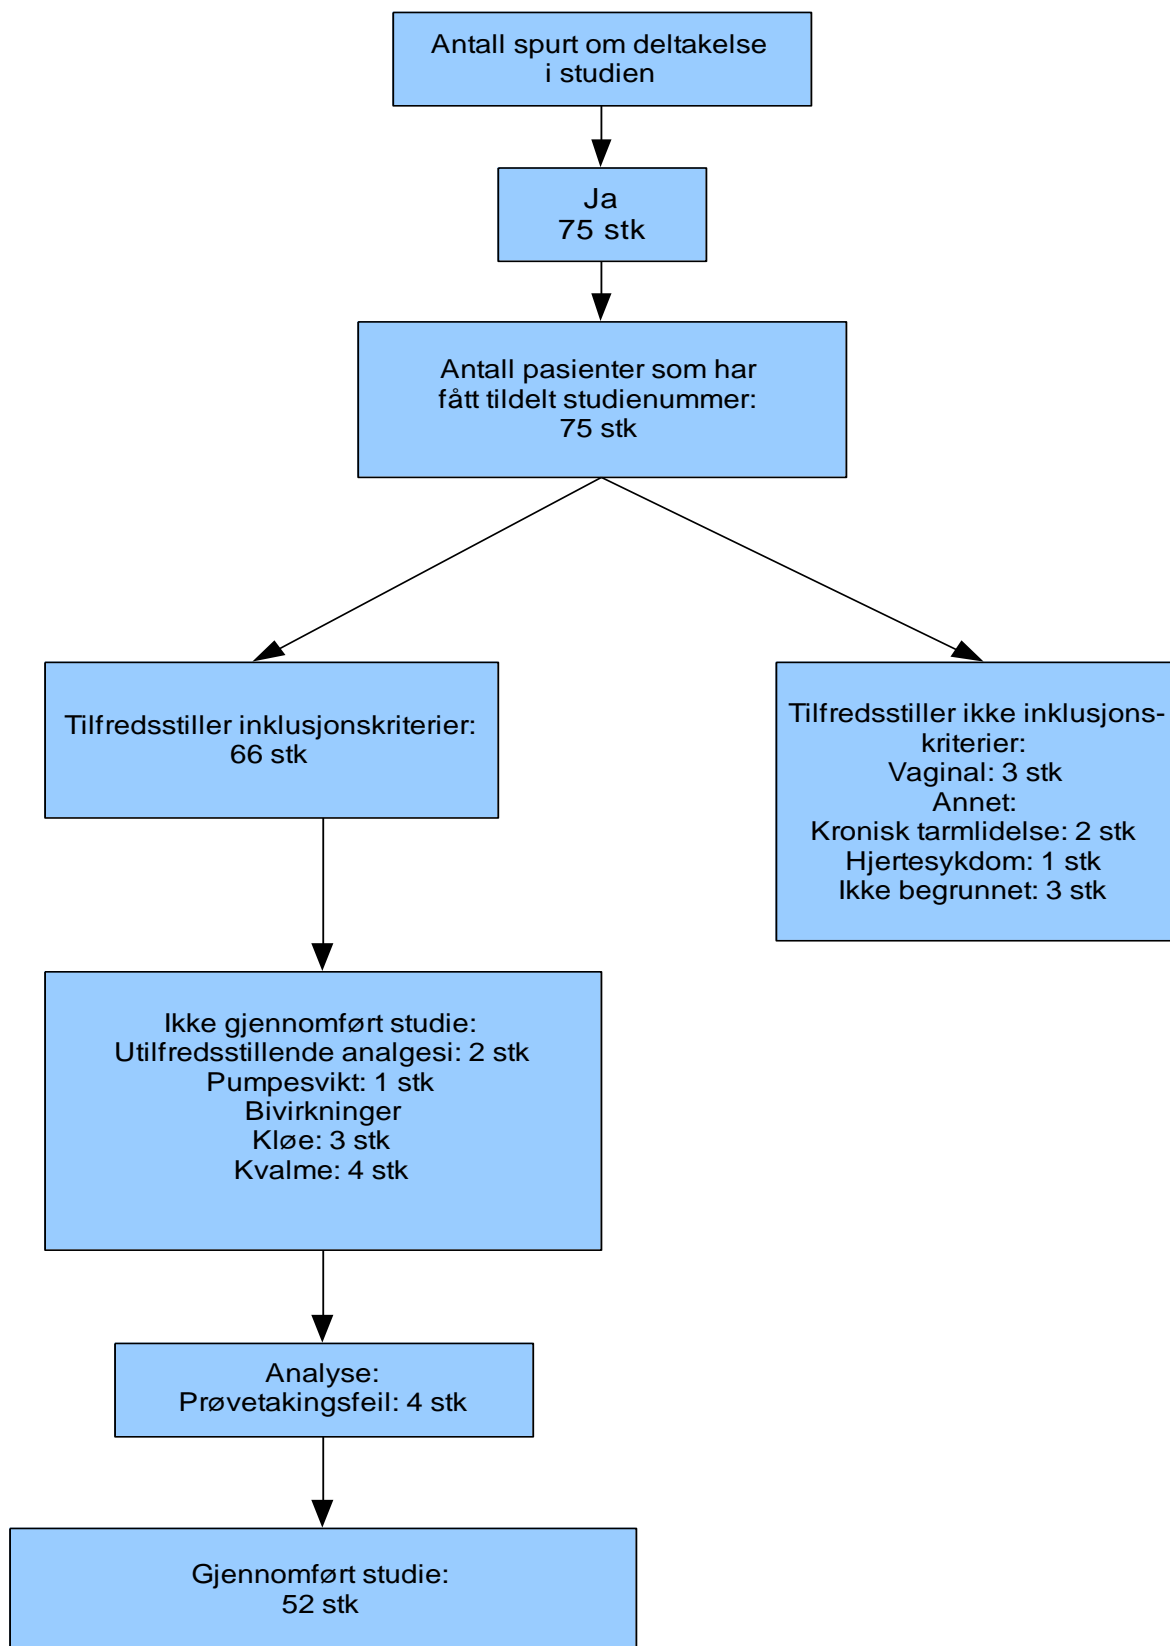 Antall spurt om deltakelse
i studien
Ja
75 stk
Antall pasienter som har
fått tildelt studienummer:
75 stk
Tilfredsstiller inklusjonskriterier:
66 stk
Tilfredsstiller ikke inklusjons-
kriterier:
Vaginal: 3 stk
Annet:
Kronisk tarmlidelse: 2 stk
Hjertesykdom: 1 stk
Ikke begrunnet: 3 stk
Ikke gjennomført studie:
Utilfredsstillende analgesi: 2 stk
Pumpesvikt: 1 stk
Bivirkninger
Kløe: 3 stk
Kvalme: 4 stk
Analyse:
Prøvetakingsfeil: 4 stk
Gjennomført studie:
52 stk